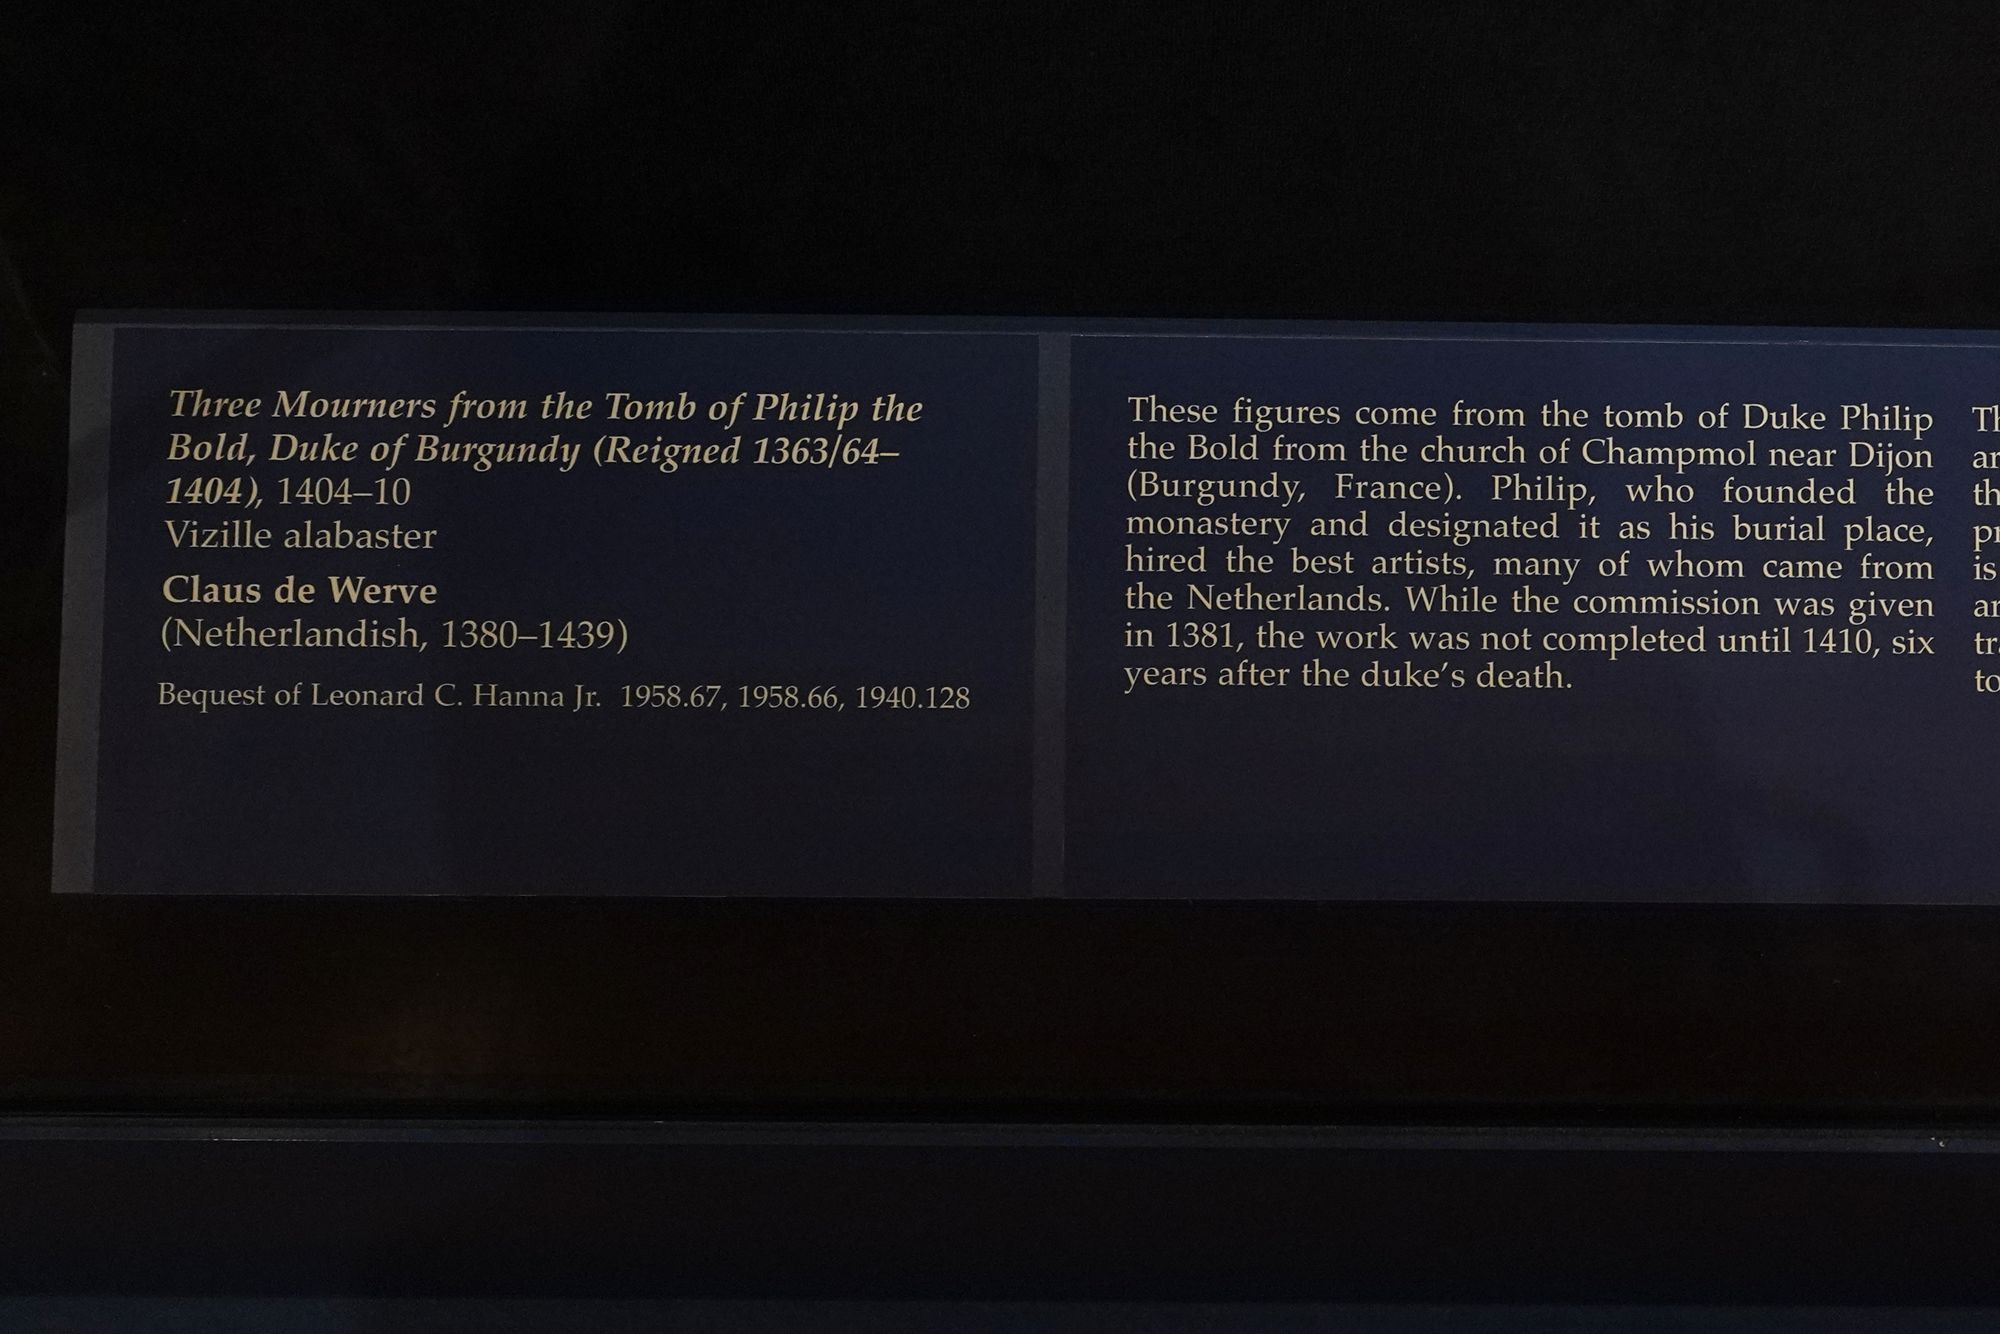 Three Mourners from the Tomb of Philip the
Bold, Duke of Burgundy (Reigned 1363/64–
1404), 1404–10
Vizille alabaster
Claus de Werve
(Netherlandish, 1380–1439)
Bequest of Leonard C. Hanna Jr. 1958.67, 1958.66, 1940.128
These figures come from the tomb of Duke Philip
the Bold from the church of Champmol near Dijon
(Burgundy, France). Philip, who founded the
monastery and designated it as his burial place,
hired the best artists, many of whom came from
the Netherlands. While the commission was given
in 1381, the work was not completed until 1410, six
years after the duke's death.